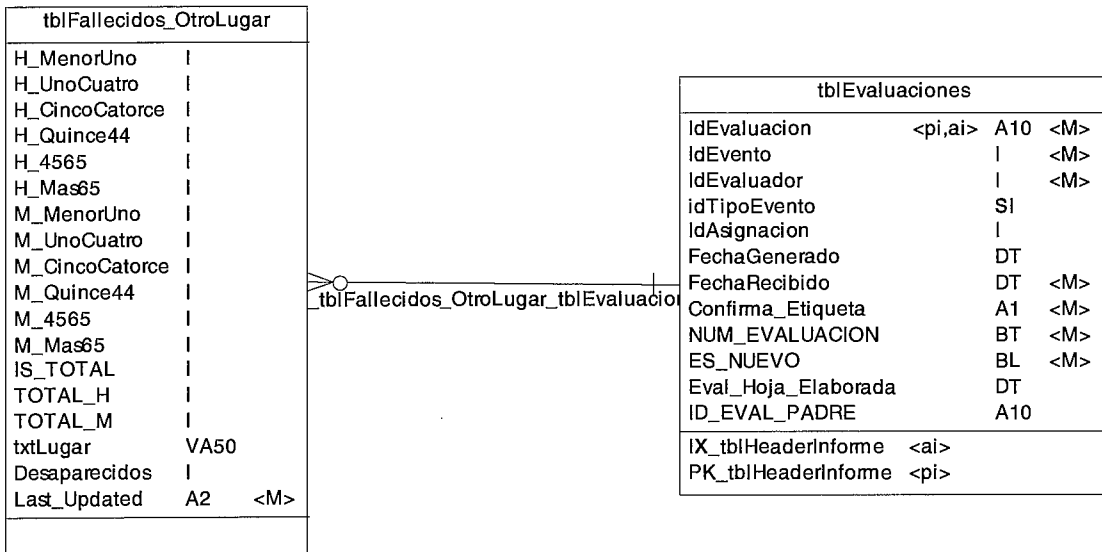 tblFallecidos_OtroLugar
H_MenorUno I
H_UnoCuatro I
H_CincoCatorce I
H_Quince44 I
H_4565 I
H_Mas65 I
M_MenorUno I
M_UnoCuatro I
M_CincoCatorce I
M_Quince44 I
M_4565 I
M_Mas65 I
IS_TOTAL I
TOTAL_H I
TOTAL_M I
txtLugar VA50
Desaparecidos I
Last_Updated A2 <M>
_tblFallecidos_OtroLugar_tblEvaluacion
tblEvaluaciones
IdEvaluacion <pi,ai> A10 <M>
IdEvento I <M>
IdEvaluador I <M>
idTipoEvento SI
IdAsignacion I
FechaGenerado DT
FechaRecibido DT <M>
Confirma_Etiqueta A1 <M>
NUM_EVALUACION BT <M>
ES_NUEVO BL <M>
Eval_Hoja_Elaborada DT
ID_EVAL_PADRE A10
IX_tblHeaderInforme <ai>
PK_tblHeaderInforme <pi>